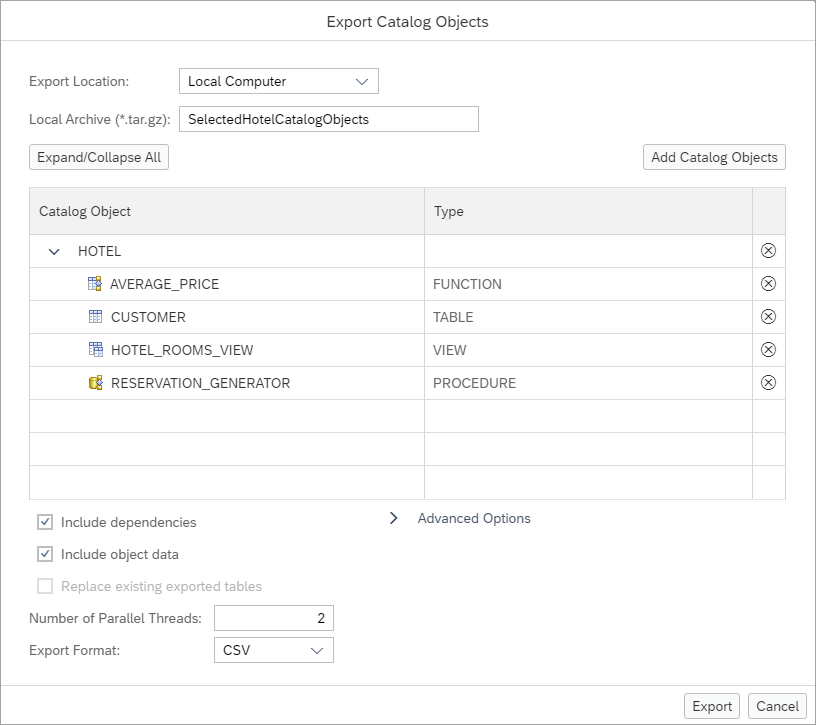 Export Catalog Objects
Export Location: Local Computer
Local Archive (*.tar.gz): SelectedHotelCatalogObjects
Expand/Collapse All Add Catalog Objects
Catalog Object Type
HOTEL
AVERAGE_PRICE FUNCTION
CUSTOMER TABLE
HOTEL_ROOMS_VIEW VIEW
RESERVATION_GENERATOR PROCEDURE
Include dependencies Advanced Options
Include object data
Replace existing exported tables
Number of Parallel Threads: 2
Export Format: CSV
Export Cancel